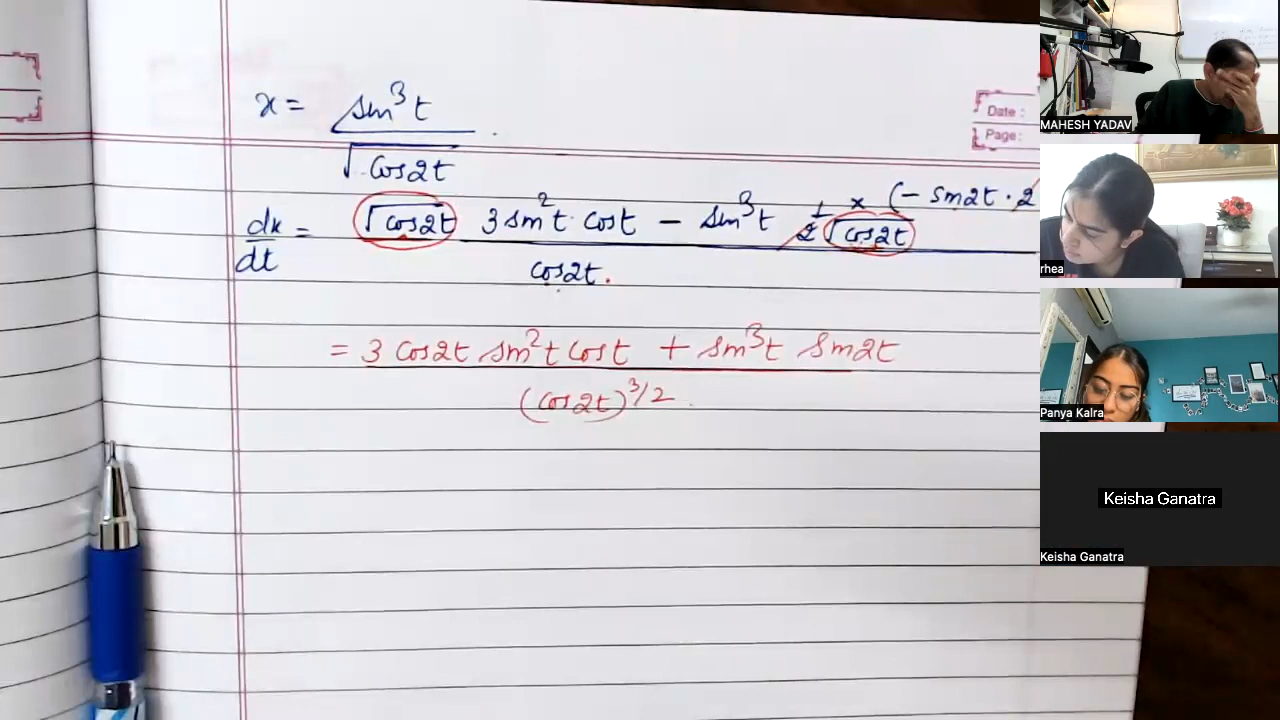 x = sin³t
√cos2t
Date :
Page:
dx/dt = √cos2t 3sin²t cost − sin³t 1/2√cos2t × (− sin2t · 2
cos2t.
= 3 cos2t sin²t cost + sin³t sin2t
(cos2t)^3/2
MAHESH YADAV
rhea
Panya Kalra
Keisha Ganatra
Keisha Ganatra